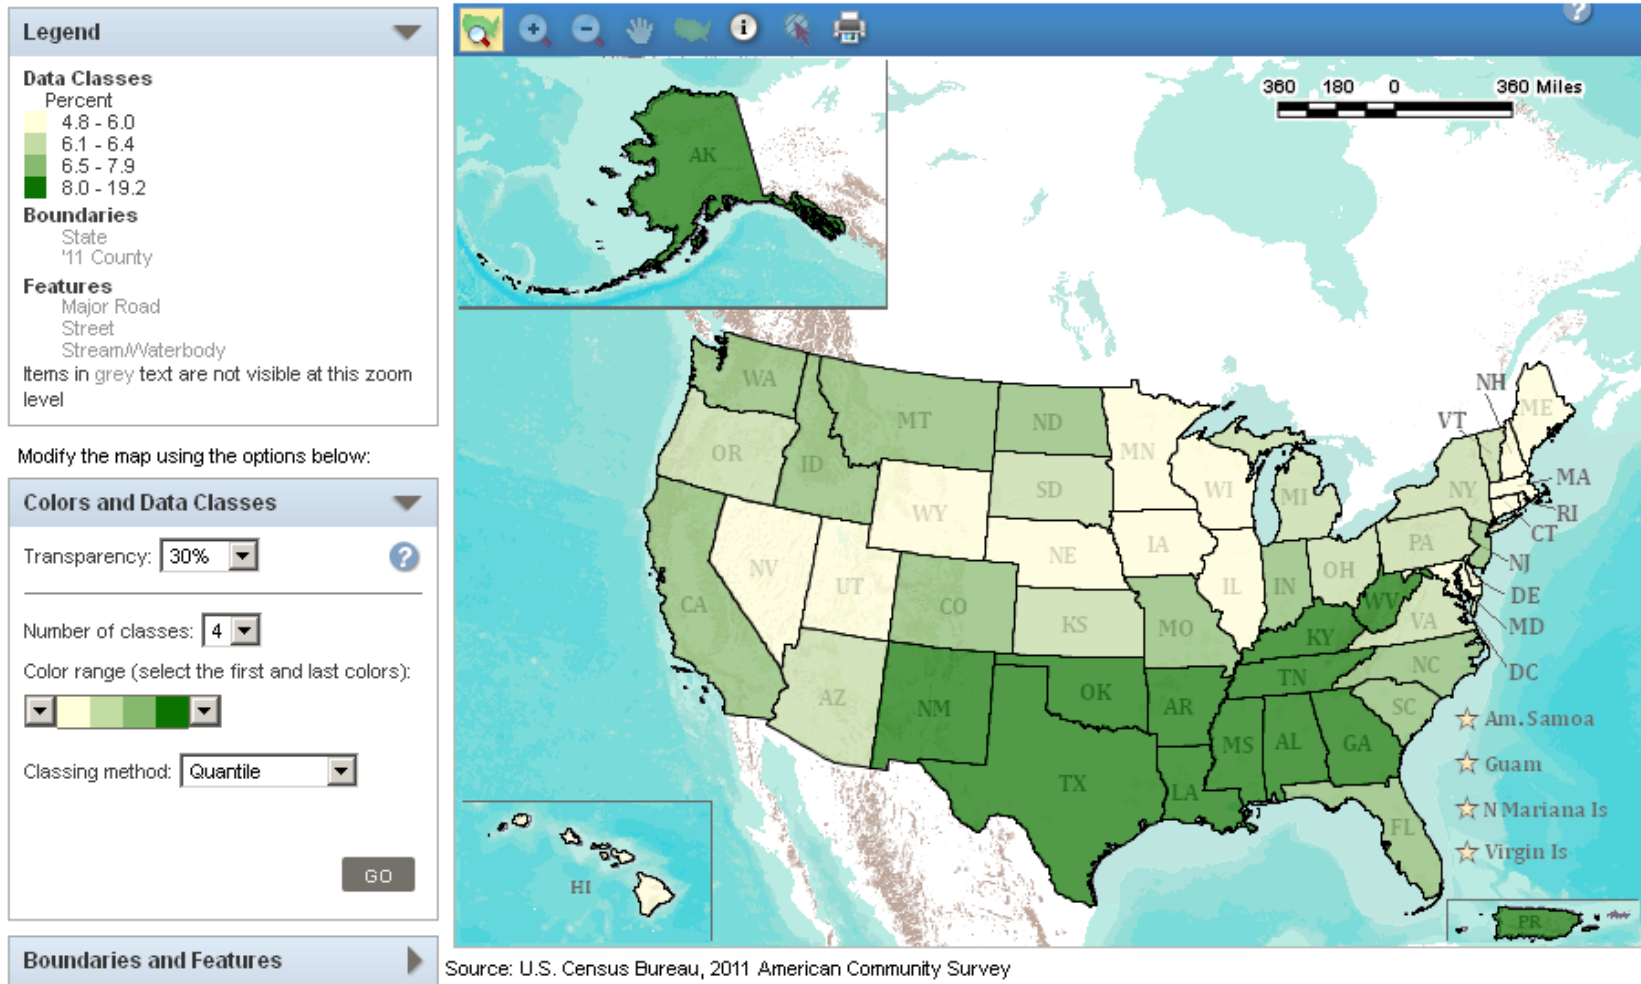 Legend
Data Classes
Percent
4.8 - 6.0
6.1 - 6.4
6.5 - 7.9
8.0 - 19.2
Boundaries
State
'11 County
Features
Major Road
Street
Stream/Waterbody
Items in grey text are not visible at this zoom
level
Modify the map using the options below:
Colors and Data Classes
Transparency: 30%
?
Number of classes: 4
Color range (select the first and last colors):
Classing method: Quantile
GO
Boundaries and Features
i
?
360 180 0 360 Miles
AK
WA
MT
ND
MN
NH
ME
VT
OR
ID
SD
WI
MI
NY
MA
WY
RI
CT
NV
UT
NE
IA
PA
NJ
CA
CO
IL
IN
OH
WV
DE
KS
MO
KY
VA
MD
AZ
NM
OK
AR
TN
NC
DC
SC
Am. Samoa
TX
LA
MS
AL
GA
Guam
FL
N Mariana Is
Virgin Is
HI
PR
Source: U.S. Census Bureau, 2011 American Community Survey